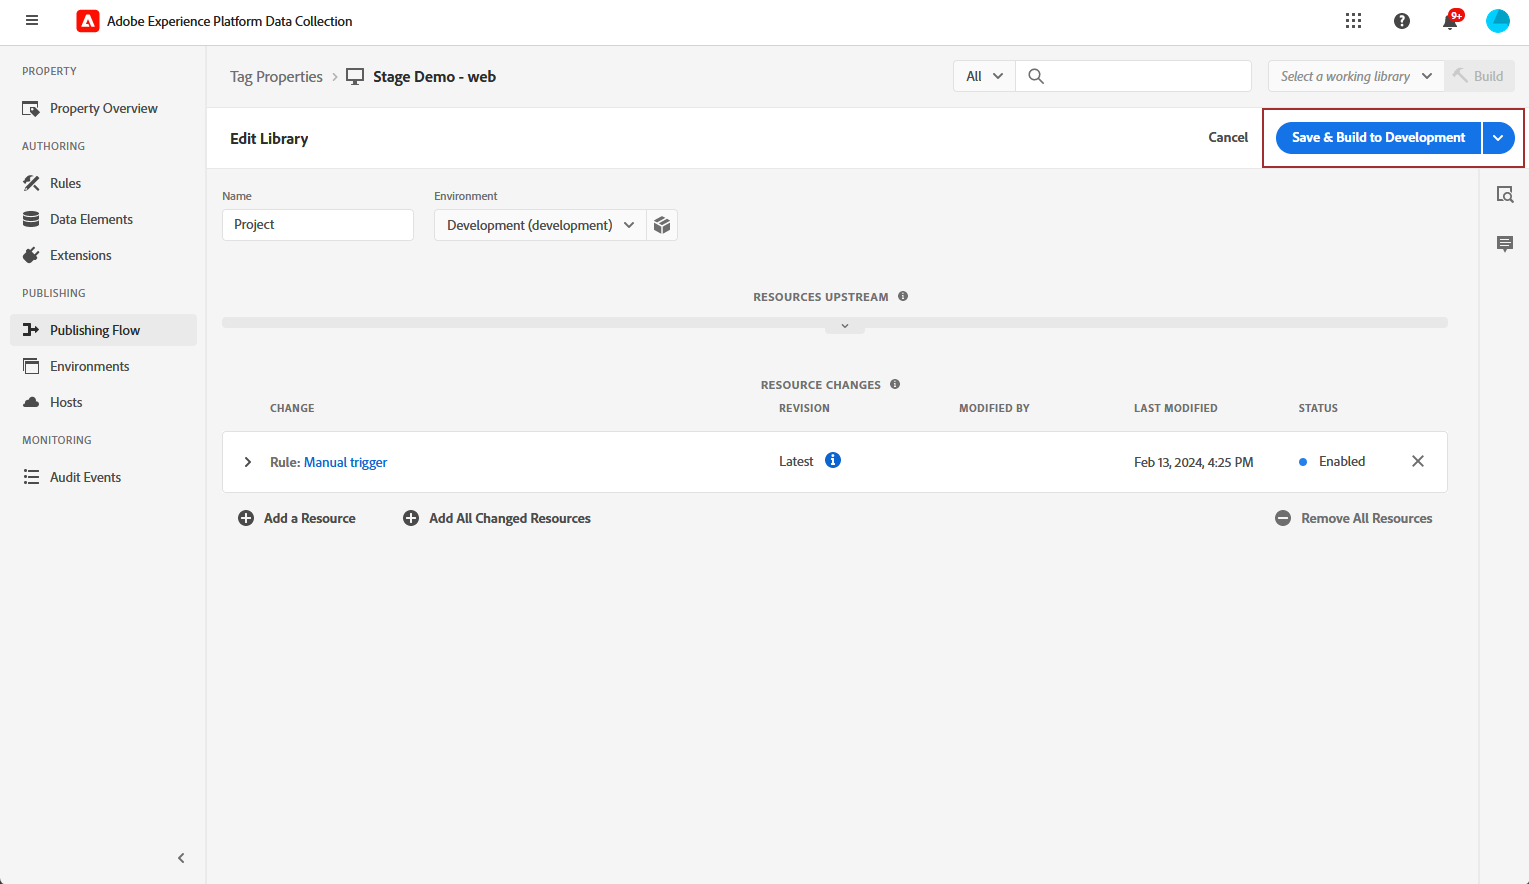 Adobe Experience Platform Data Collection
9+
PROPERTY
Property Overview
AUTHORING
Rules
Data Elements
Extensions
PUBLISHING
Publishing Flow
Environments
Hosts
MONITORING
Audit Events
Tag Properties > Stage Demo - web
All
Select a working library
Build
Edit Library
Cancel
Save & Build to Development
Name
Environment
Project
Development (development)
RESOURCES UPSTREAM
RESOURCE CHANGES
CHANGE REVISION MODIFIED BY LAST MODIFIED STATUS
Rule: Manual trigger Latest Feb 13, 2024, 4:25 PM Enabled
Add a Resource Add All Changed Resources Remove All Resources